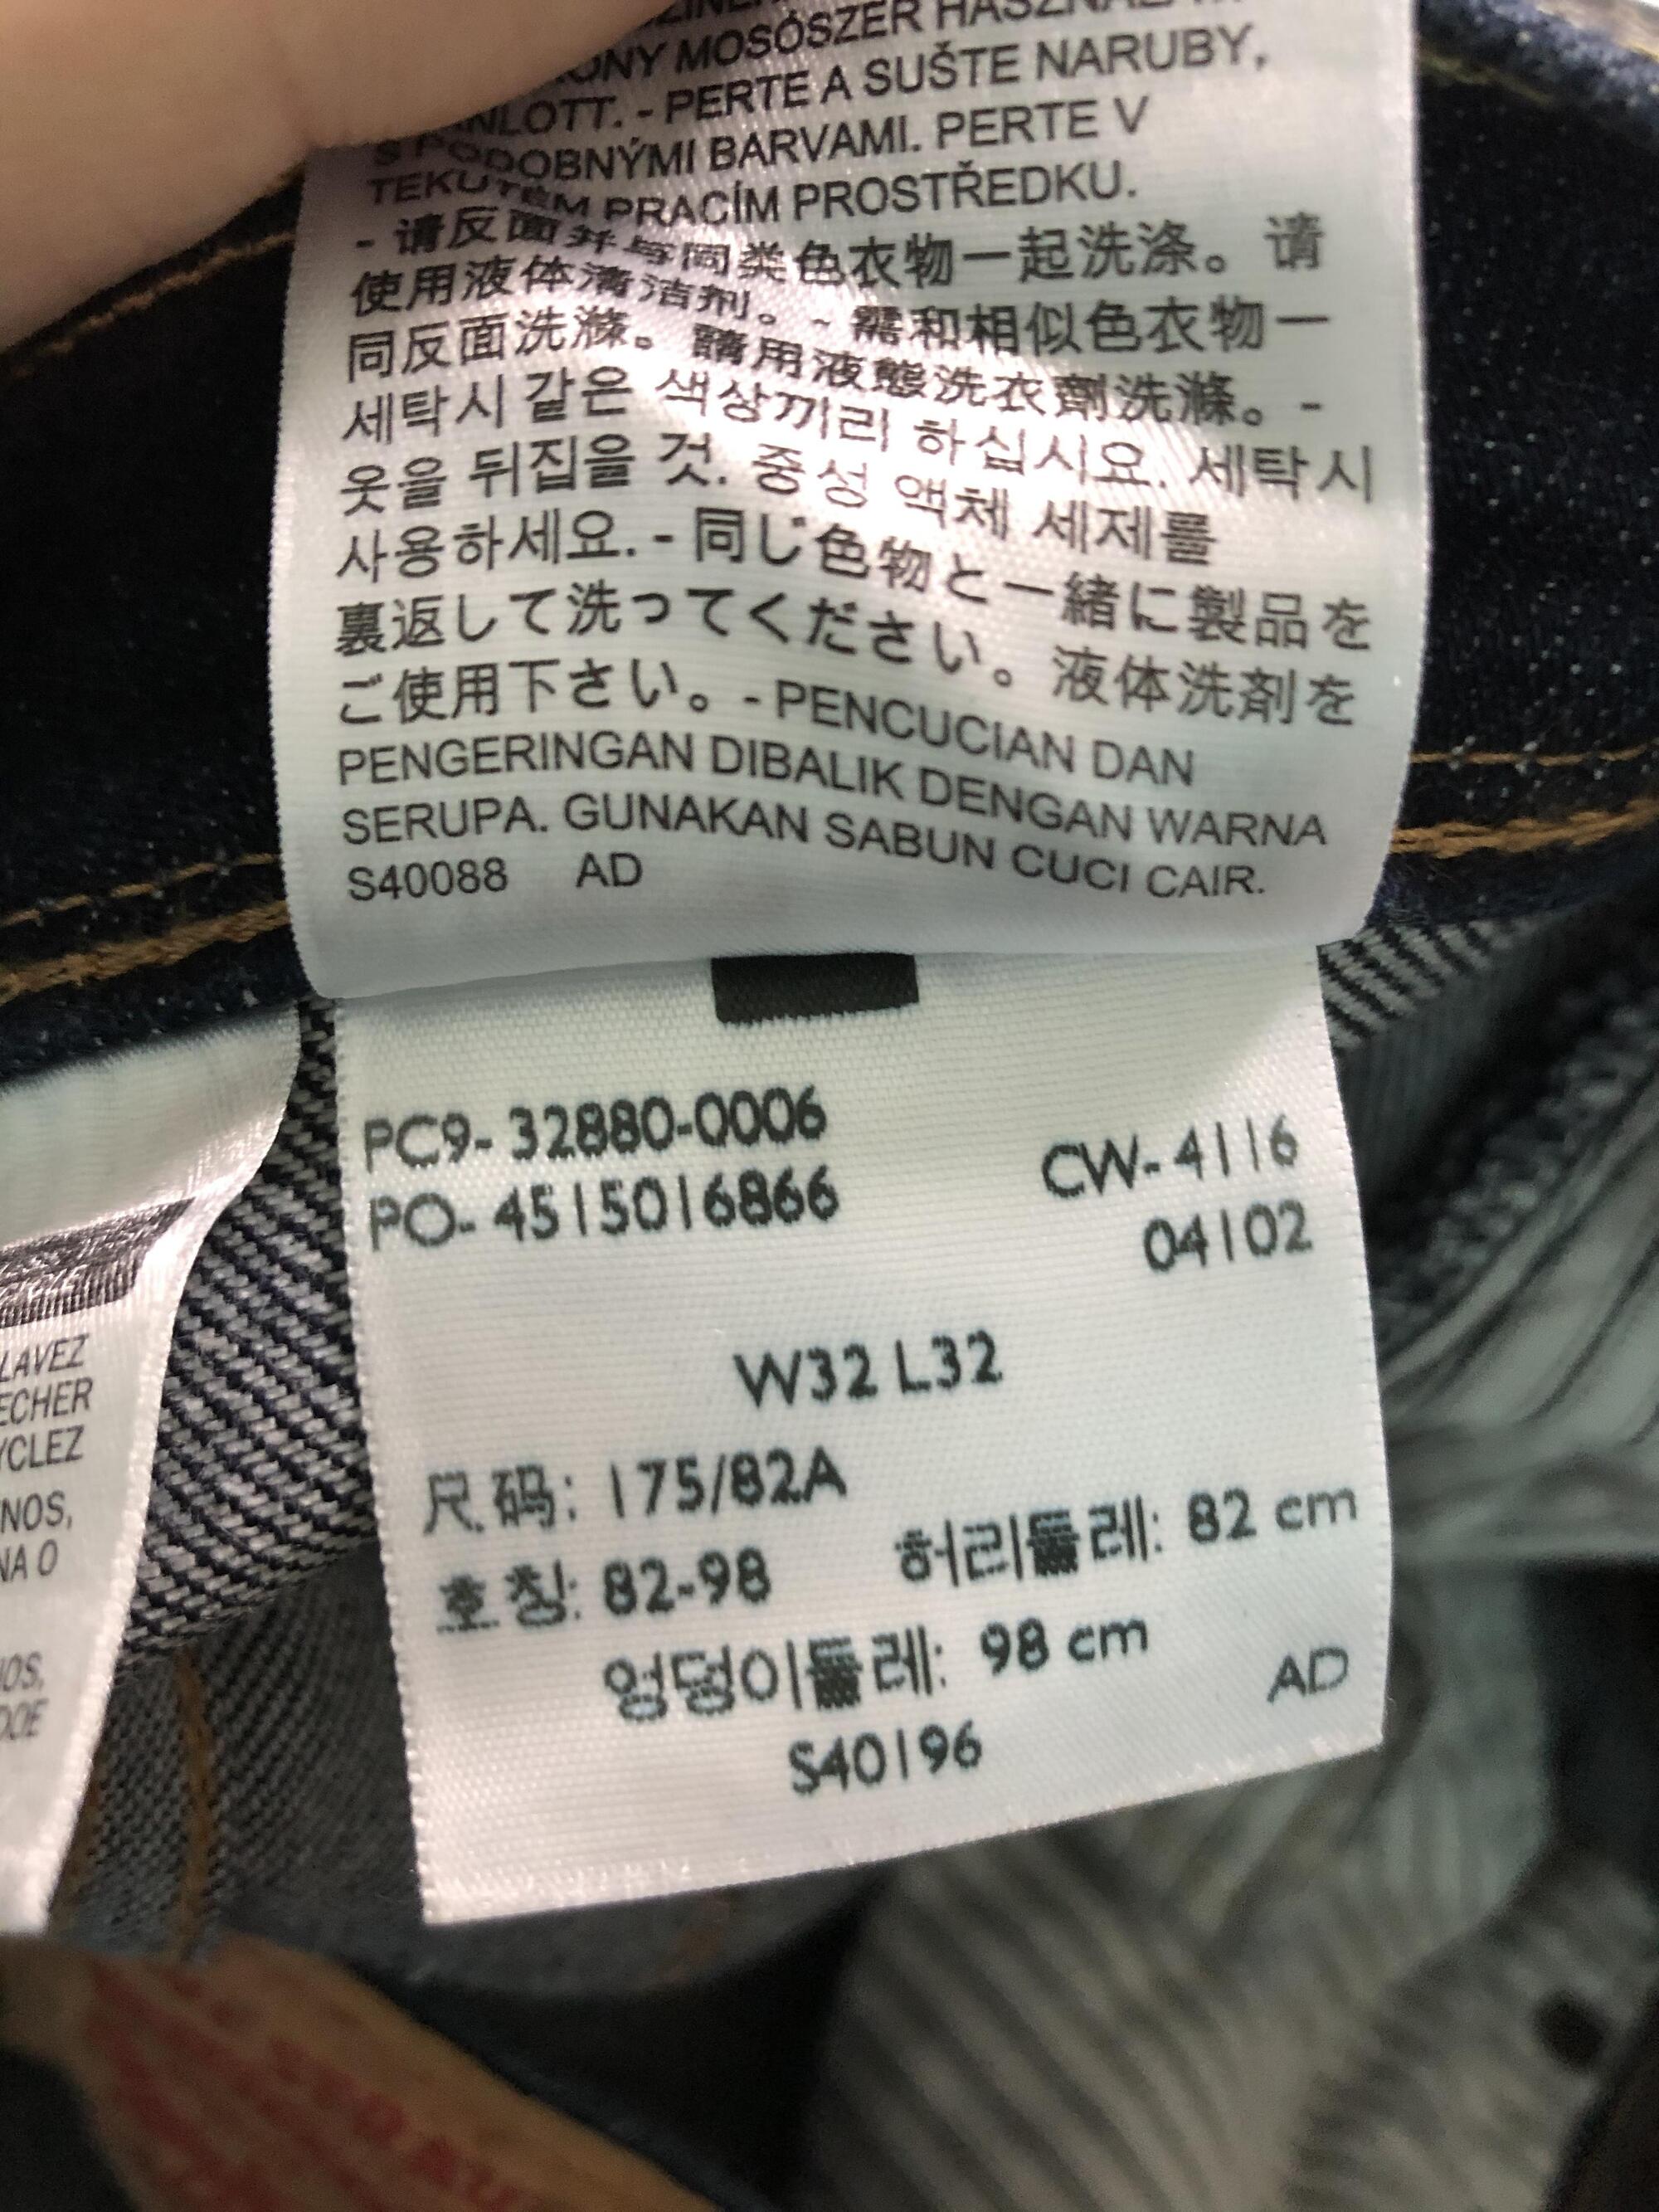 MOSÓSZER
- PERTE A SUŠTE NARUBY,
S PODOBNÝMI BARVAMI. PERTE V
TEKUTÉM PRACÍM PROSTŘEDKU.
- 请反面并与同类色衣物一起洗涤。请
使用液体清洁剂。- 需和相似色衣物一
同反面洗滌。請用液態洗衣劑洗滌。-
세탁시 같은 색상끼리 하십시요. 세탁시
옷을 뒤집을 것. 중성 액체 세제를
사용하세요. - 同じ色物と一緒に製品を
裏返して洗ってください。液体洗剤を
ご使用下さい。- PENCUCIAN DAN
PENGERINGAN DIBALIK DENGAN WARNA
SERUPA. GUNAKAN SABUN CUCI CAIR.
S40088 AD
PC9- 32880-0006
PO- 4515016866
CW- 4116
04102
W32 L32
尺码: 175/82A
호칭: 82-98 허리둘레: 82 cm
엉덩이둘레: 98 cm
AD
S40196
LAVEZ